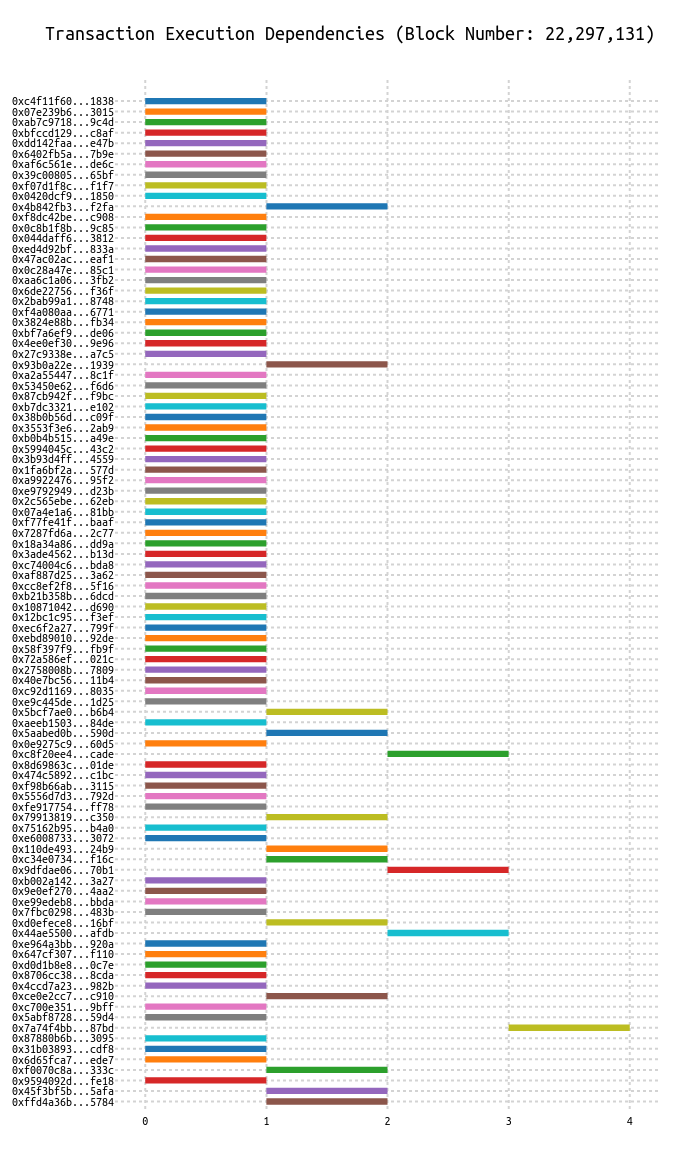 Transaction Execution Dependencies (Block Number: 22,297,131)
0xc4f11f60...1838
0x07e239b6...3015
0xab7c9718...9c4d
0xbfccd129...c8af
0xdd142faa...e47b
0x6402fb5a...7b9e
0xaf6c561e...de6c
0x39c00805...65bf
0xf07d1f8c...f1f7
0x0420dcf9...1850
0x4b842fb3...f2fa
0xf8dc42be...c908
0x0c8b1f8b...9c85
0x044daff6...3812
0xed4d92bf...833a
0x47ac02ac...eaf1
0x0c28a47e...85c1
0xaa6c1a06...3fb2
0x6de22756...f36f
0x2bab99a1...8748
0xf4a080aa...6771
0x3824e88b...fb34
0xbf7a6ef9...de06
0x4ee0ef30...9e96
0x27c9338e...a7c5
0x93b0a22e...1939
0xa2a55447...8c1f
0x53450e62...f6d6
0x87cb942f...f9bc
0xb7dc3321...e102
0x38b0b56d...c09f
0x3553f3e6...2ab9
0xb0b4b515...a49e
0x5994045c...43c2
0x3b93d4ff...4559
0x1fa6bf2a...577d
0xa9922476...95f2
0xe9792949...d23b
0x2c565ebe...62eb
0x07a4e1a6...81bb
0xf77fe41f...baaf
0x7287fd6a...2c77
0x18a34a86...dd9a
0x3ade4562...b13d
0xc74004c6...bda8
0xaf887d25...3a62
0xcc8ef2f8...5f16
0xb21b358b...6dcd
0x10871042...d690
0x12bc1c95...f3ef
0xec6f2a27...799f
0xebd89010...92de
0x58f397f9...fb9f
0x72a586ef...021c
0x2758008b...7809
0x40e7bc56...11b4
0xc92d1169...8035
0xe9c445de...1d25
0x5bcf7ae0...b6b4
0xaeeb1503...84de
0x5aabed0b...590d
0x0e9275c9...60d5
0xc8f20ee4...cade
0x8d69863c...01de
0x474c5892...c1bc
0xf98b66ab...3115
0x5556d7d3...792d
0xfe917754...ff78
0x79913819...c350
0x75162b95...b4a0
0xe6008733...3072
0x110de493...24b9
0xc34e0734...f16c
0x9dfdae06...70b1
0xb002a142...3a27
0x9e0ef270...4aa2
0xe99edeb8...bbda
0x7fbc0298...483b
0xd0efece8...16bf
0x44ae5500...afdb
0xe964a3bb...920a
0x647cf307...f110
0xd0d1b8e8...0c7e
0x8706cc38...8cda
0x4ccd7a23...982b
0xce0e2cc7...c910
0xc700e351...9bff
0x5abf8728...59d4
0x7a74f4bb...87bd
0x87880b6b...3095
0x31b03893...cdf8
0x6d65fca7...ede7
0xf0070c8a...333c
0x9594092d...fe18
0x45f3bf5b...5afa
0xffd4a36b...5784
0 1 2 3 4